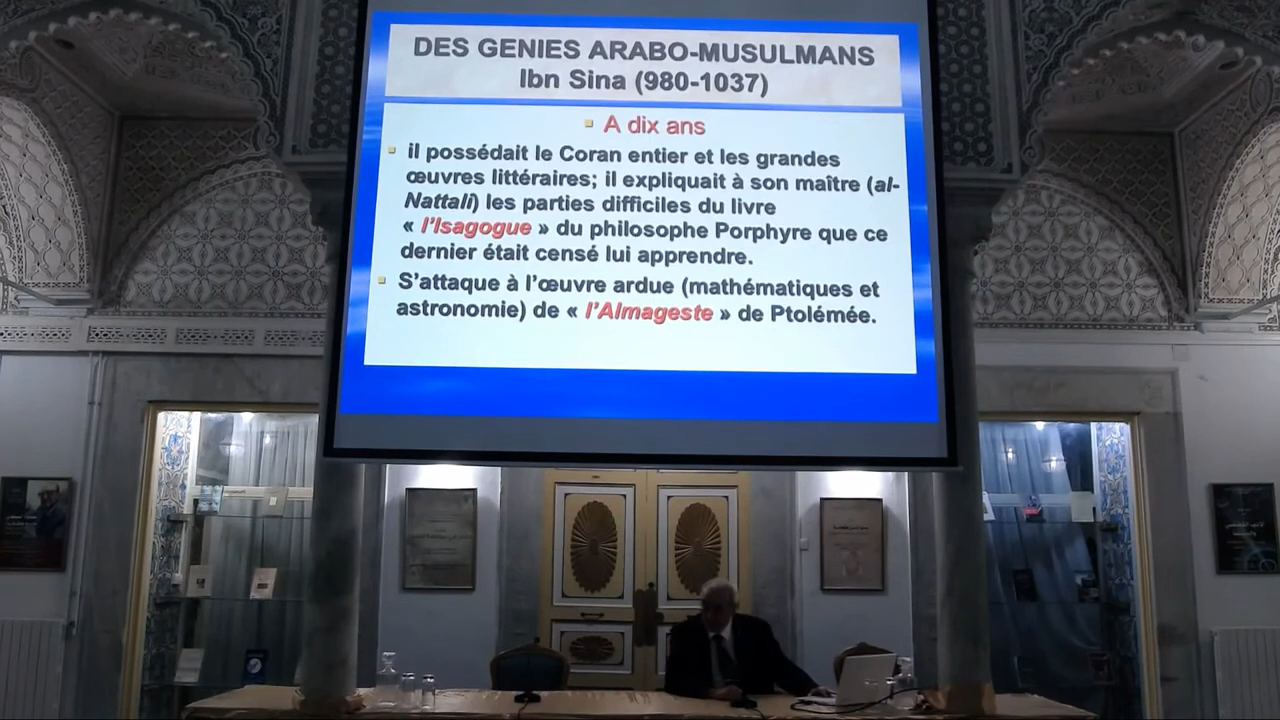 DES GENIES ARABO-MUSULMANS
Ibn Sina (980-1037)
A dix ans
il possédait le Coran entier et les grandes
œuvres littéraires; il expliquait à son maître (al-
Nattali) les parties difficiles du livre
« l’Isagogue » du philosophe Porphyre que ce
dernier était censé lui apprendre.
S’attaque à l’œuvre ardue (mathématiques et
astronomie) de « l’Almageste » de Ptolémée.